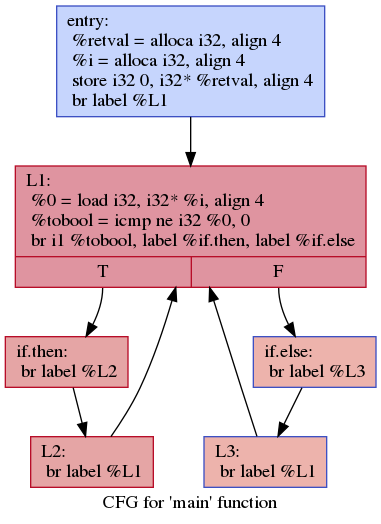 entry:
%retval = alloca i32, align 4
%i = alloca i32, align 4
store i32 0, i32* %retval, align 4
br label %L1
L1:
%0 = load i32, i32* %i, align 4
%tobool = icmp ne i32 %0, 0
br i1 %tobool, label %if.then, label %if.else
T F
if.then:
br label %L2
if.else:
br label %L3
L2:
br label %L1
L3:
br label %L1
CFG for 'main' function